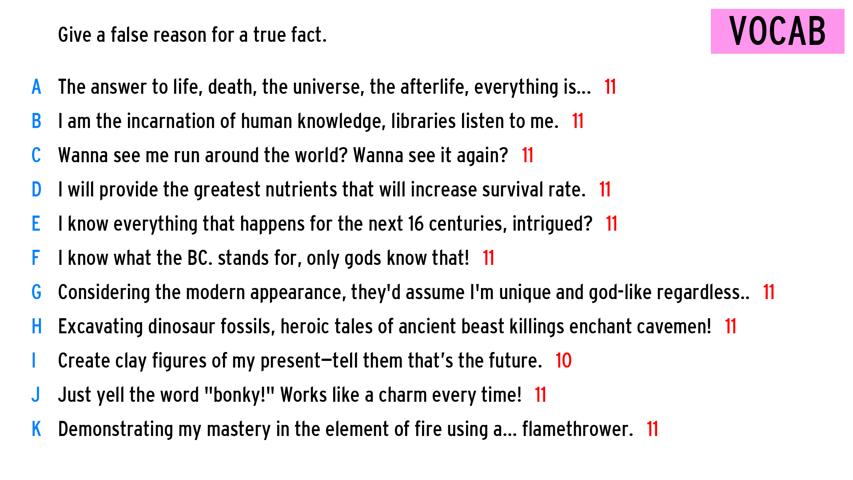 Give a false reason for a true fact.
VOCAB
A The answer to life, death, the universe, the afterlife, everything is... 11
B I am the incarnation of human knowledge, libraries listen to me. 11
C Wanna see me run around the world? Wanna see it again? 11
D I will provide the greatest nutrients that will increase survival rate. 11
E I know everything that happens for the next 16 centuries, intrigued? 11
F I know what the BC. stands for, only gods know that! 11
G Considering the modern appearance, they'd assume I'm unique and god-like regardless.. 11
H Excavating dinosaur fossils, heroic tales of ancient beast killings enchant cavemen! 11
I Create clay figures of my present—tell them that's the future. 10
J Just yell the word "bonky!" Works like a charm every time! 11
K Demonstrating my mastery in the element of fire using a... flamethrower. 11